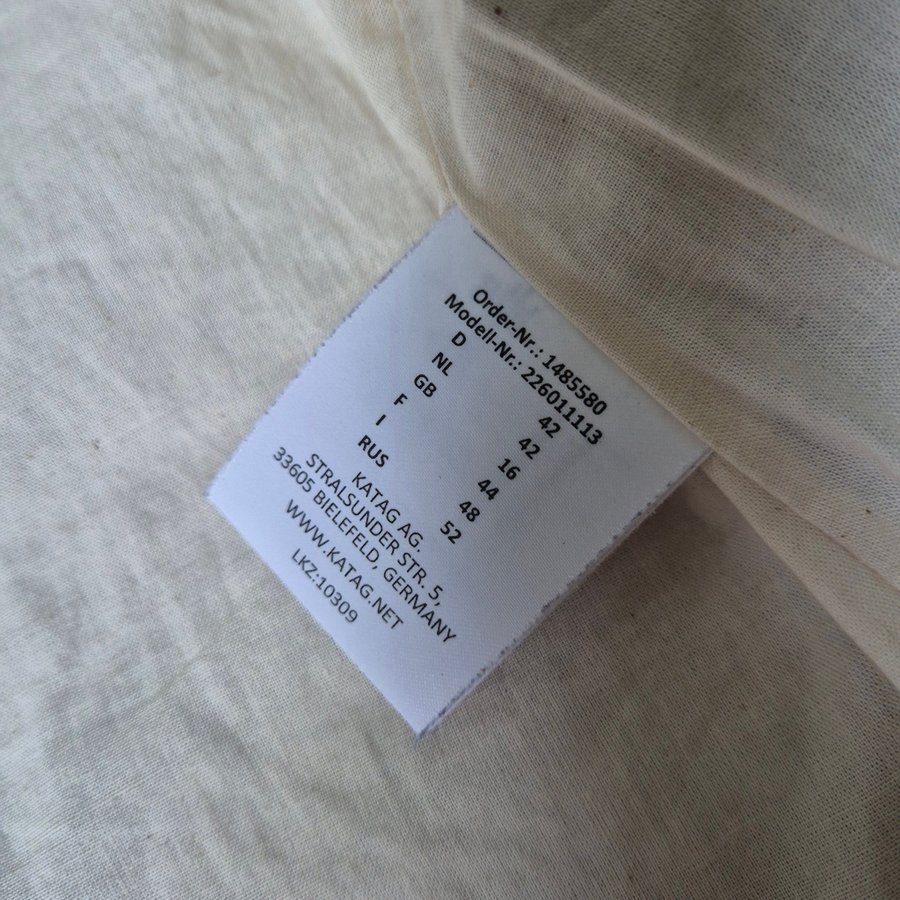 Order-Nr.: 1485580
Modell-Nr.: 226011113
D 42
NL 42
GB 16
F 44
I 48
RUS 52
KATAG AG.
STRALSUNDER STR. 5,
33605 BIELEFELD, GERMANY
WWW.KATAG.NET
LKZ:10309